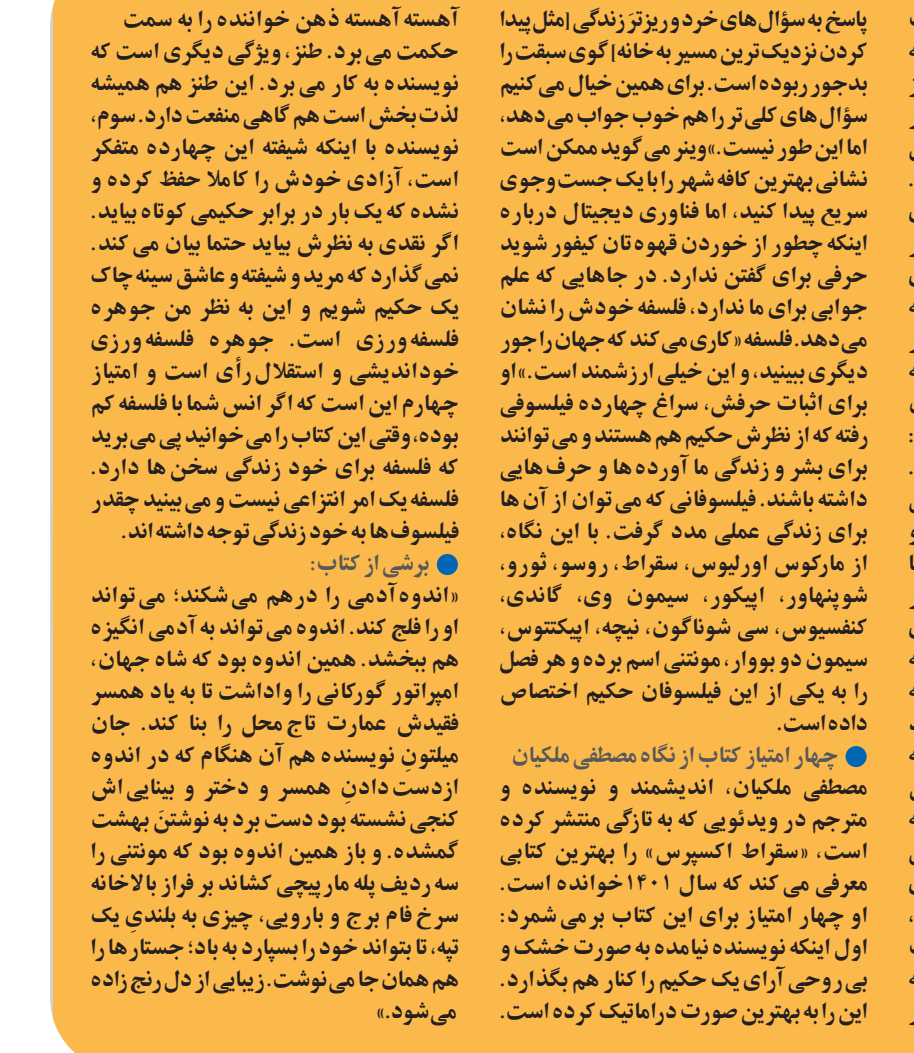 پاسخ به سؤال‌های خرد و ریزتر زندگی [مثل پیدا
کردن نزدیک‌ترین مسیر به خانه] گوی سبقت را
بدجور ربوده است. برای همین خیال می‌کنیم
سؤال‌های کلی‌تر را هم خوب جواب می‌دهد،
اما این طور نیست.» وینر می‌گوید ممکن است
نشانی بهترین کافه شهر را با یک جست‌وجوی
سریع پیدا کنید، اما فناوری دیجیتال درباره
اینکه چطور از خوردن قهوه‌تان کیفور شوید
حرفی برای گفتن ندارد. در جاهایی که علم
جوابی برای ما ندارد، فلسفه خودش را نشان
می‌دهد. فلسفه «کاری می‌کند که جهان را جور
دیگری ببینید، و این خیلی ارزشمند است.» او
برای اثبات حرفش، سراغ چهارده فیلسوفی
رفته که از نظرش حکیم هم هستند و می‌توانند
برای بشر و زندگی ما آورده‌ها و حرف‌هایی
داشته باشند. فیلسوفانی که می‌توان از آن‌ها
برای زندگی عملی مدد گرفت. با این نگاه،
از مارکوس اورلیوس، سقراط، روسو، ثورو،
شوپنهاور، اپیکور، سیمون وی، گاندی،
کنفسیوس، سی شوناگون، نیچه، اپیکتتوس،
سیمون دو بووار، مونتنی اسم برده و هر فصل
را به یکی از این فیلسوفان حکیم اختصاص
داده است.
چهار امتیاز کتاب از نگاه مصطفی ملکیان
مصطفی ملکیان، اندیشمند و نویسنده و
مترجم در ویدئویی که به تازگی منتشر کرده
است، «سقراط اکسپرس» را بهترین کتابی
معرفی می‌کند که سال ۱۴۰۱ خوانده است.
او چهار امتیاز برای این کتاب برمی‌شمرد:
اول اینکه نویسنده نیامده به صورت خشک و
بی‌روحی آرای یک حکیم را کنار هم بگذارد.
این را به بهترین صورت دراماتیک کرده است.
آهسته آهسته ذهن خواننده را به سمت
حکمت می‌برد. طنز، ویژگی دیگری است که
نویسنده به کار می‌برد. این طنز هم همیشه
لذت‌بخش است هم گاهی منفعت دارد. سوم،
نویسنده با اینکه شیفته این چهارده متفکر
است، آزادی خودش را کاملا حفظ کرده و
نشده که یک بار در برابر حکیمی کوتاه بیاید.
اگر نقدی به نظرش بیاید حتما بیان می‌کند.
نمی‌گذارد که مرید و شیفته و عاشق سینه چاک
یک حکیم شویم و این به نظر من جوهره
فلسفه‌ورزی است. جوهره فلسفه‌ورزی
خوداندیشی و استقلال رأی است و امتیاز
چهارم این است که اگر انس شما با فلسفه کم
بوده، وقتی این کتاب را می‌خوانید پی می‌برید
که فلسفه برای خود زندگی سخن‌ها دارد.
فلسفه یک امر انتزاعی نیست و می‌بینید چقدر
فیلسوف‌ها به خود زندگی توجه داشته‌اند.
برشی از کتاب:
«اندوه آدمی را درهم می‌شکند؛ می‌تواند
او را فلج کند. اندوه می‌تواند به آدمی انگیزه
هم ببخشد. همین اندوه بود که شاه جهان،
امپراتور گورکانی را واداشت تا به یاد همسر
فقیدش عمارت تاج محل را بنا کند. جان
میلتونِ نویسنده هم آن هنگام که در اندوه
ازدست دادنِ همسر و دختر و بینایی‌اش
کنجی نشسته بود دست برد به نوشتنَ بهشت
گمشده. و باز همین اندوه بود که مونتنی را
سه ردیف پله مارپیچی کشاند بر فراز بالاخانه
سرخ‌فام برج و بارویی، چیزی به بلندیِ یک
تپه، تا بتواند خود را بسپارد به باد؛ جستارها را
هم همان جا می‌نوشت. زیبایی از دل رنج زاده
می‌شود.»